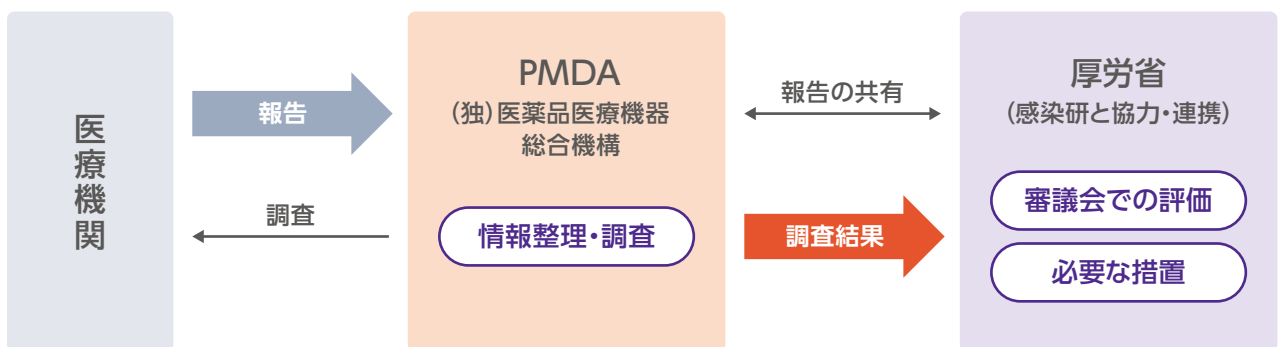 医療機関
報告
調査
PMDA
(独)医薬品医療機器
総合機構
情報整理・調査
報告の共有
調査結果
厚労省
(感染研と協力・連携)
審議会での評価
必要な措置